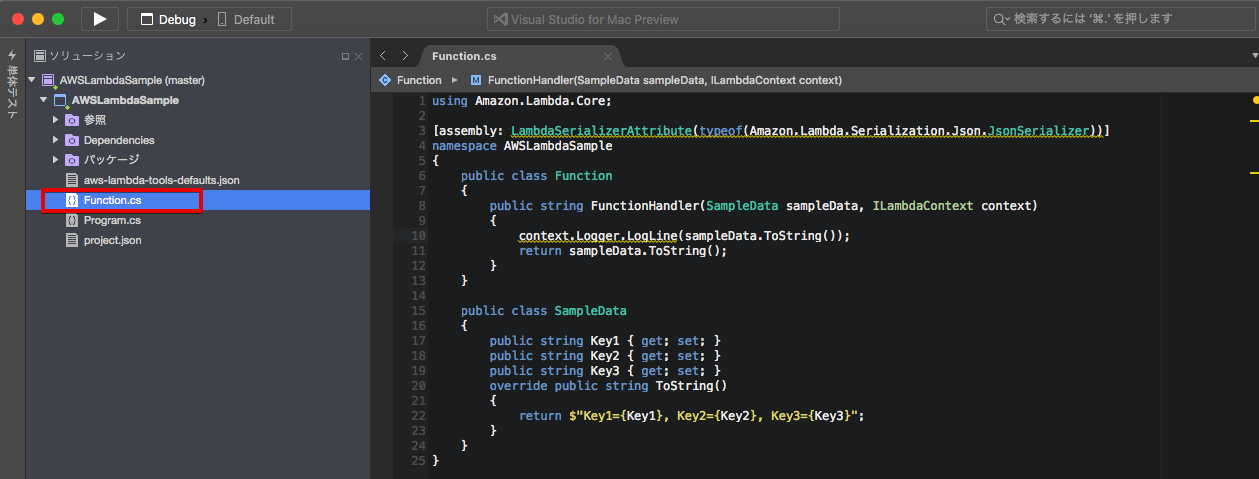 Debug › Default
Visual Studio for Mac Preview
検索するには '⌘.' を押します
単体テスト
ソリューション
AWSLambdaSample (master)
AWSLambdaSample
参照
Dependencies
パッケージ
aws-lambda-tools-defaults.json
Function.cs
Program.cs
project.json
Function.cs
Function ▸ M FunctionHandler(SampleData sampleData, ILambdaContext context)
1 using Amazon.Lambda.Core;
2
3 [assembly: LambdaSerializerAttribute(typeof(Amazon.Lambda.Serialization.Json.JsonSerializer))]
4 namespace AWSLambdaSample
5 {
6     public class Function
7     {
8         public string FunctionHandler(SampleData sampleData, ILambdaContext context)
9         {
10             context.Logger.LogLine(sampleData.ToString());
11             return sampleData.ToString();
12         }
13     }
14
15     public class SampleData
16     {
17         public string Key1 { get; set; }
18         public string Key2 { get; set; }
19         public string Key3 { get; set; }
20         override public string ToString()
21         {
22             return $"Key1={Key1}, Key2={Key2}, Key3={Key3}";
23         }
24     }
25 }